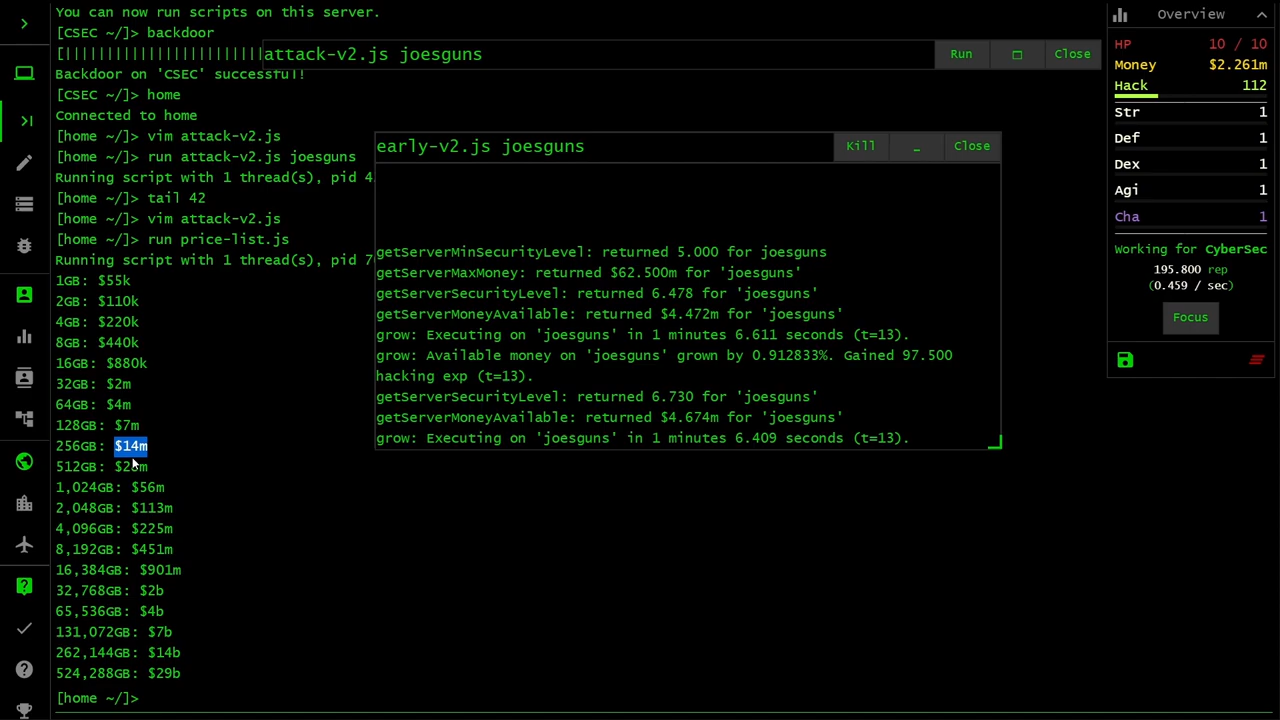 You can now run scripts on this server.
[CSEC ~/]> backdoor
[||||||||||||||||||||||||
Backdoor on 'CSEC' successful!
[CSEC ~/]> home
Connected to home
[home ~/]> vim attack-v2.js
[home ~/]> run attack-v2.js joesguns
Running script with 1 thread(s), pid 4
[home ~/]> tail 42
[home ~/]> vim attack-v2.js
[home ~/]> run price-list.js
Running script with 1 thread(s), pid 7
1GB: $55k
2GB: $110k
4GB: $220k
8GB: $440k
16GB: $880k
32GB: $2m
64GB: $4m
128GB: $7m
256GB: $14m
512GB: $28m
1,024GB: $56m
2,048GB: $113m
4,096GB: $225m
8,192GB: $451m
16,384GB: $901m
32,768GB: $2b
65,536GB: $4b
131,072GB: $7b
262,144GB: $14b
524,288GB: $29b
[home ~/]>
attack-v2.js joesguns Run Close
early-v2.js joesguns Kill _ Close
getServerMinSecurityLevel: returned 5.000 for joesguns
getServerMaxMoney: returned $62.500m for 'joesguns'
getServerSecurityLevel: returned 6.478 for 'joesguns'
getServerMoneyAvailable: returned $4.472m for 'joesguns'
grow: Executing on 'joesguns' in 1 minutes 6.611 seconds (t=13).
grow: Available money on 'joesguns' grown by 0.912833%. Gained 97.500
hacking exp (t=13).
getServerSecurityLevel: returned 6.730 for 'joesguns'
getServerMoneyAvailable: returned $4.674m for 'joesguns'
grow: Executing on 'joesguns' in 1 minutes 6.409 seconds (t=13).
Overview
HP 10 / 10
Money $2.261m
Hack 112
Str 1
Def 1
Dex 1
Agi 1
Cha 1
Working for CyberSec
195.800 rep
(0.459 / sec)
Focus